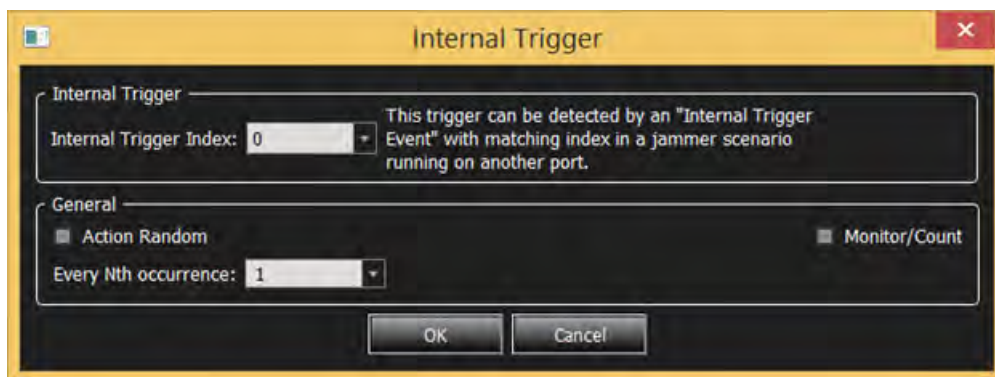 Internal Trigger
Internal Trigger
Internal Trigger Index: 0
This trigger can be detected by an "Internal Trigger
Event" with matching index in a jammer scenario
running on another port.
General
Action Random
Monitor/Count
Every Nth occurrence: 1
OK
Cancel